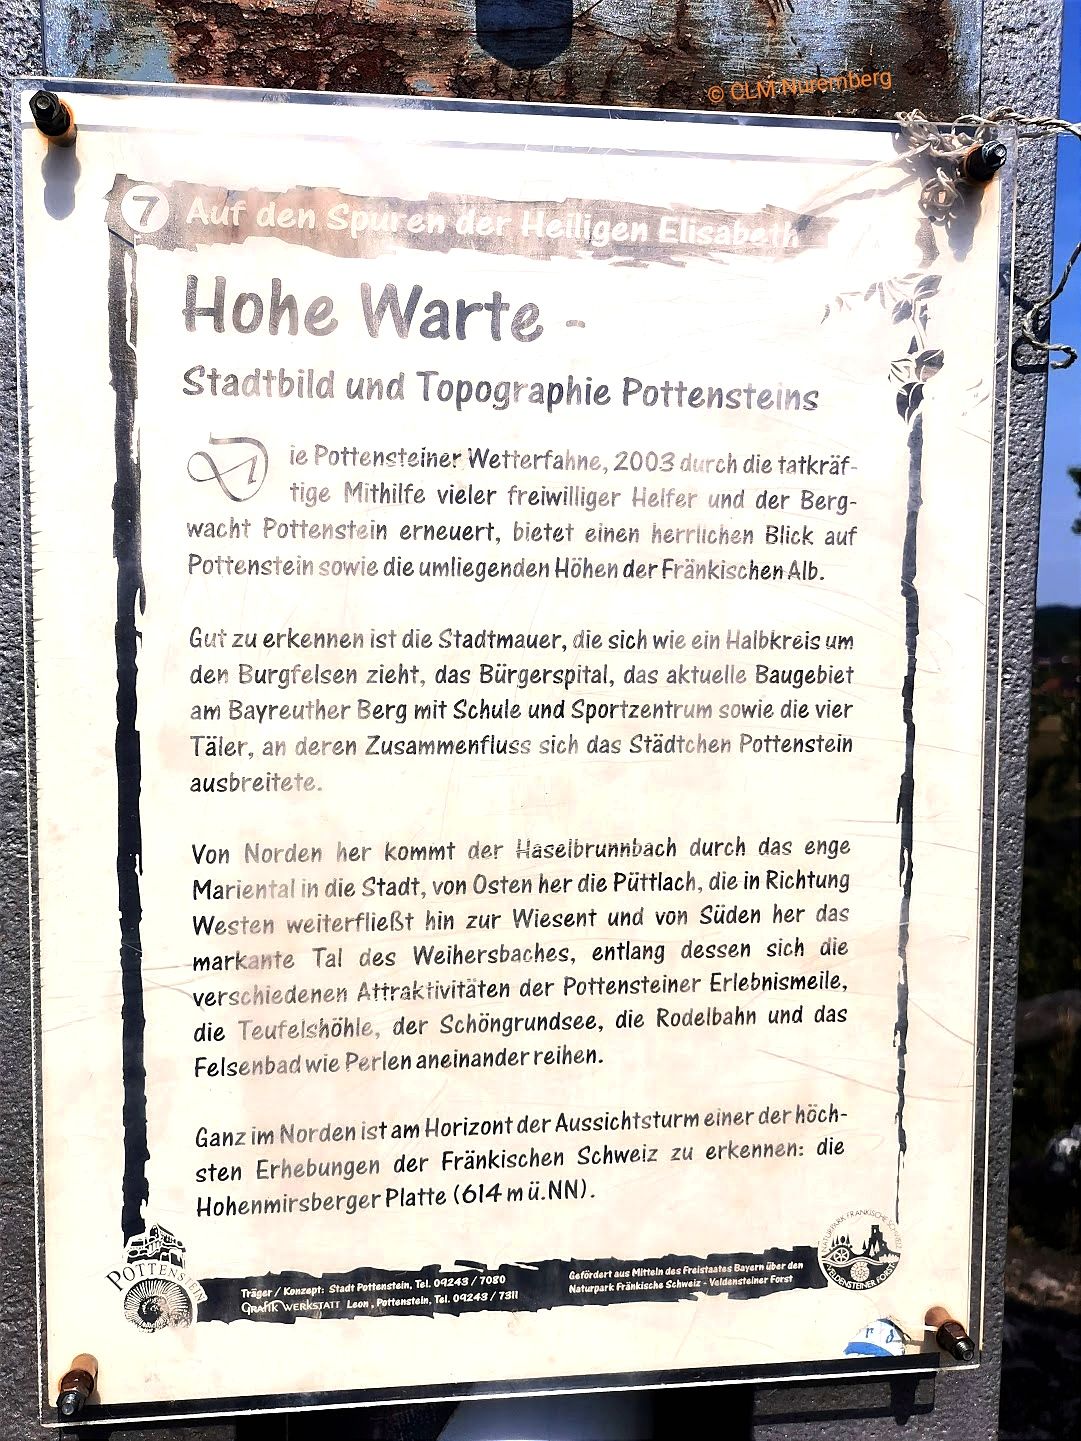 © CLM Nuremberg
7 Auf den Spuren der Heiligen Elisabeth
Hohe Warte -
Stadtbild und Topographie Pottensteins
Die Pottensteiner Wetterfahne, 2003 durch die tatkräf-
tige Mithilfe vieler freiwilliger Helfer und der Berg-
wacht Pottenstein erneuert, bietet einen herrlichen Blick auf
Pottenstein sowie die umliegenden Höhen der Fränkischen Alb.
Gut zu erkennen ist die Stadtmauer, die sich wie ein Halbkreis um
den Burgfelsen zieht, das Bürgerspital, das aktuelle Baugebiet
am Bayreuther Berg mit Schule und Sportzentrum sowie die vier
Täler, an deren Zusammenfluss sich das Städtchen Pottenstein
ausbreitete.
Von Norden her kommt der Haselbrunnbach durch das enge
Mariental in die Stadt, von Osten her die Püttlach, die in Richtung
Westen weiterfließt hin zur Wiesent und von Süden her das
markante Tal des Weihersbaches, entlang dessen sich die
verschiedenen Attraktivitäten der Pottensteiner Erlebnismeile,
die Teufelshöhle, der Schöngrundsee, die Rodelbahn und das
Felsenbad wie Perlen aneinander reihen.
Ganz im Norden ist am Horizont der Aussichtsturm einer der höch-
sten Erhebungen der Fränkischen Schweiz zu erkennen: die
Hohenmirsberger Platte (614 m ü.NN).
POTTENSTEIN
Träger / Konzept: Stadt Pottenstein, Tel. 09243 / 7080
GRAFIK WERKSTATT Leon, Pottenstein, Tel. 09243 / 7311
Gefördert aus Mitteln des Freistaates Bayern über den
Naturpark Fränkische Schweiz - Veldensteiner Forst
NATURPARK FRÄNKISCHE SCHWEIZ
VELDENSTEINER FORST